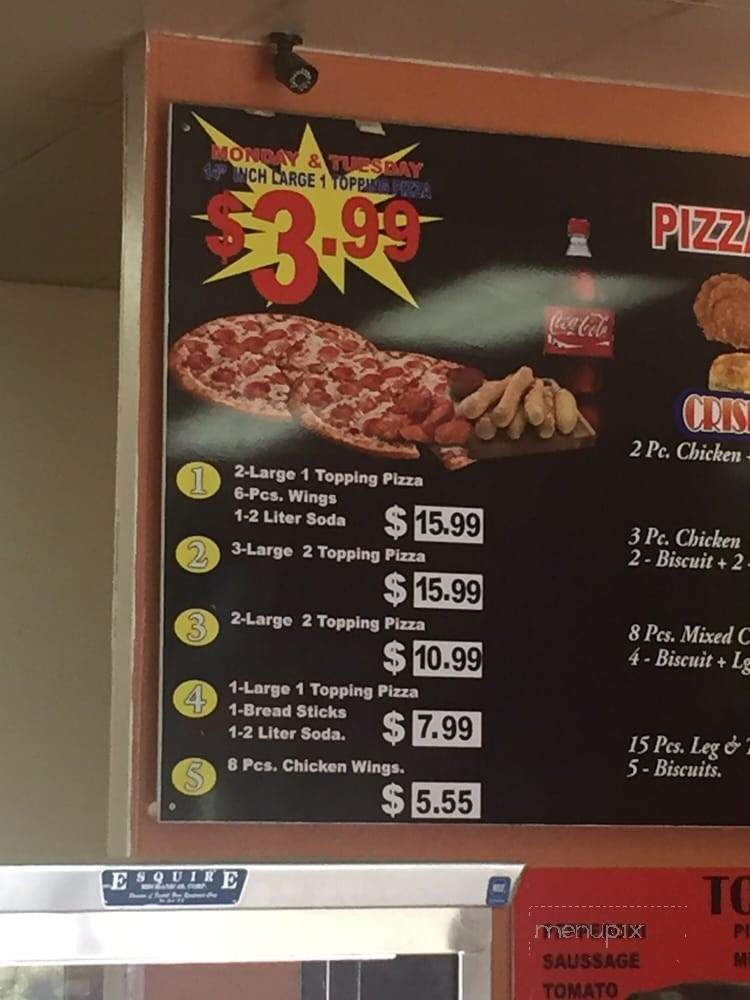 MONDAY & TUESDAY
14" INCH LARGE 1 TOPPING PIZZA
$3.99
Coca-Cola
1
2-Large 1 Topping Pizza
6-Pcs. Wings
1-2 Liter Soda $15.99
2
3-Large 2 Topping Pizza
$15.99
3
2-Large 2 Topping Pizza
$10.99
4
1-Large 1 Topping Pizza
1-Bread Sticks
1-2 Liter Soda. $7.99
5
8 Pcs. Chicken Wings.
$5.55
PIZZA
CRIS
2 Pc. Chicken -
3 Pc. Chicken
2 - Biscuit + 2 -
8 Pcs. Mixed C
4 - Biscuit + Lg
15 Pcs. Leg &
5 - Biscuits.
ESQUIRE
TO
menupix
SAUSSAGE
TOMATO
PI
M